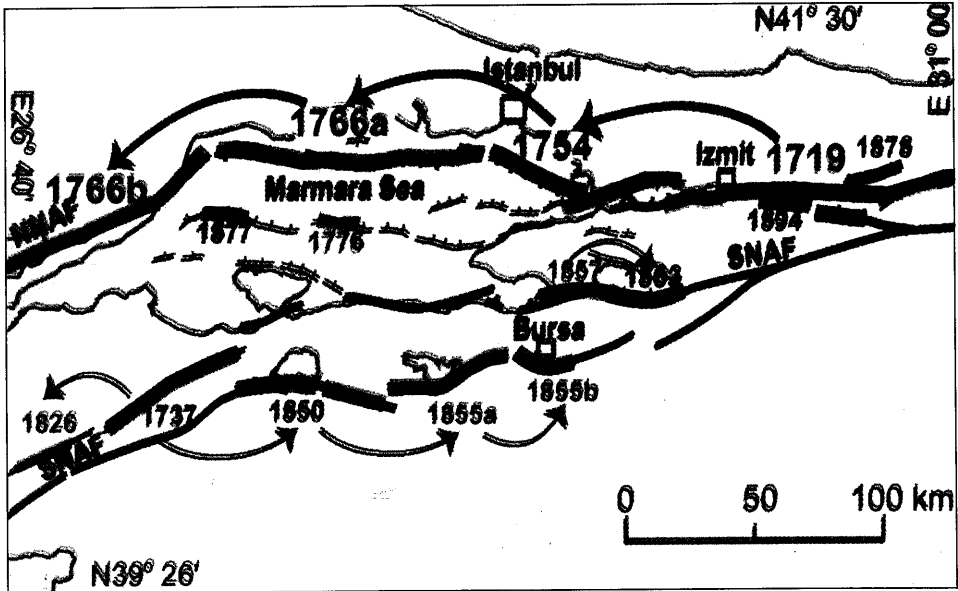 N41° 30'
E 31° 00'
Istanbul
E26° 40'
1766a
1754
Izmit
1719
1878
1766b
Marmara Sea
NNAF
1877
1776
1894
SNAF
1857
1863
Bursa
1855b
1826
1737
1850
1855a
SNAF
0 50 100 km
N39° 26'